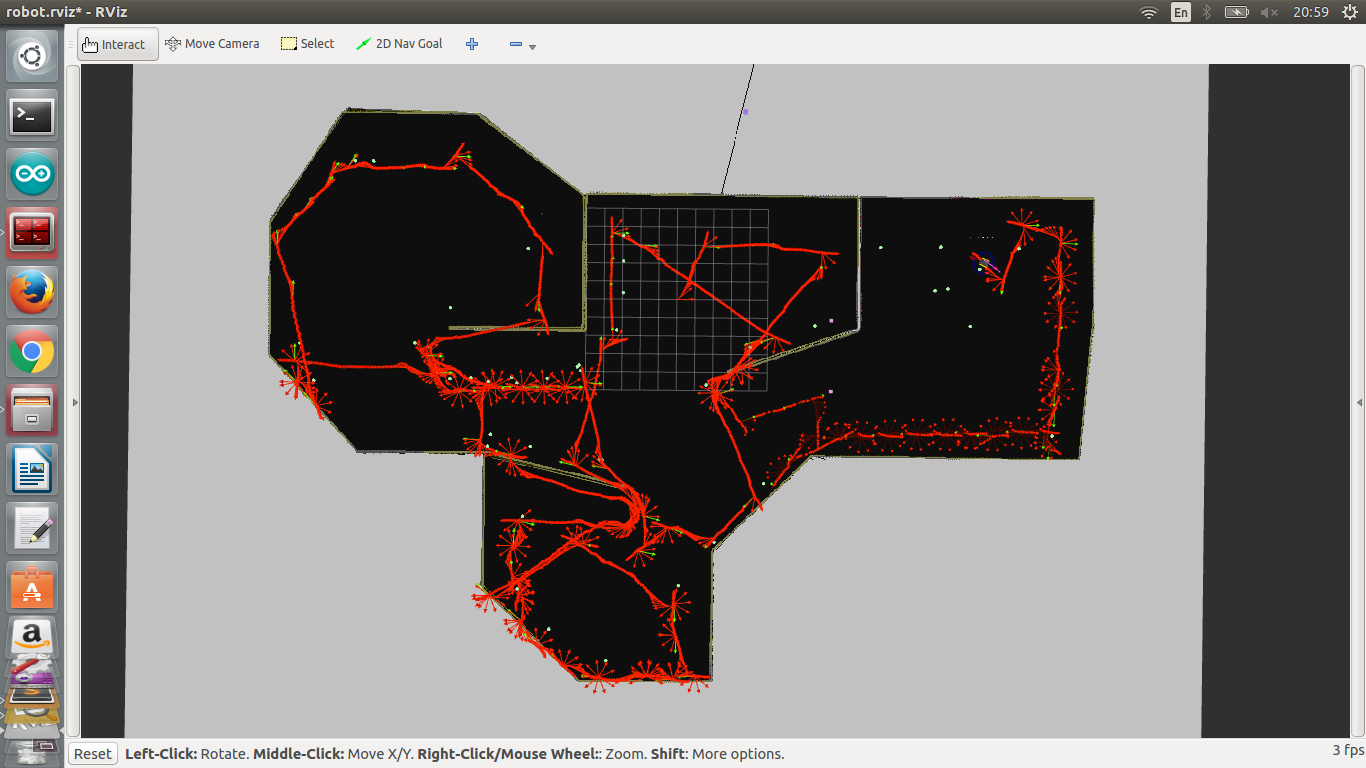 robot.rviz* - RViz
En
20:59
Interact
Move Camera
Select
2D Nav Goal
a
Reset
Left-Click: Rotate. Middle-Click: Move X/Y. Right-Click/Mouse Wheel:: Zoom. Shift: More options.
3 fps